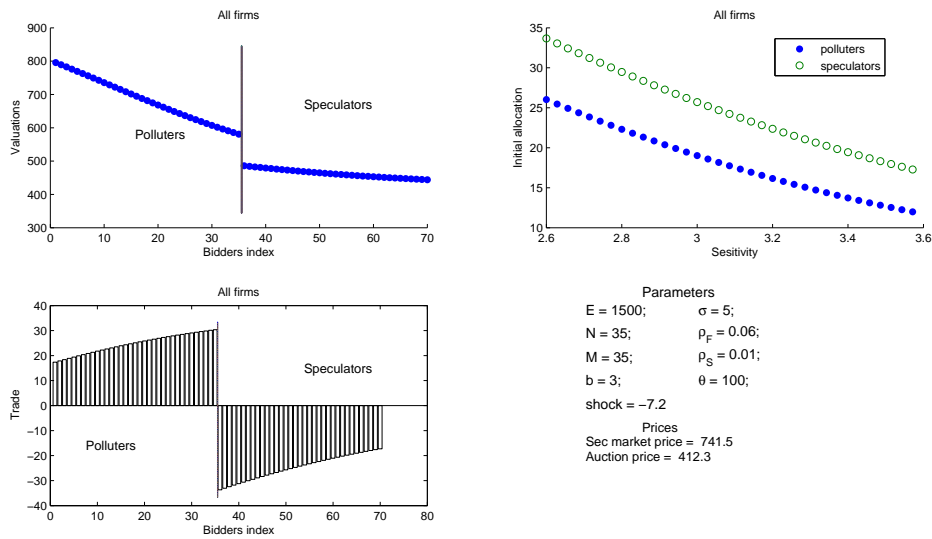 All firms
900
800
700
600
500
400
300
Valuations
Polluters
Speculators
0 10 20 30 40 50 60 70
Bidders index
All firms
35
30
25
20
15
10
Initial allocation
polluters
speculators
2.6 2.8 3 3.2 3.4 3.6
Sesitivity
All firms
40
30
20
10
0
−10
−20
−30
−40
Trade
Speculators
Polluters
0 10 20 30 40 50 60 70 80
Bidders index
Parameters
E = 1500; σ = 5;
N = 35; ρF = 0.06;
M = 35; ρS = 0.01;
b = 3; θ = 100;
shock = −7.2
Prices
Sec market price = 741.5
Auction price = 412.3